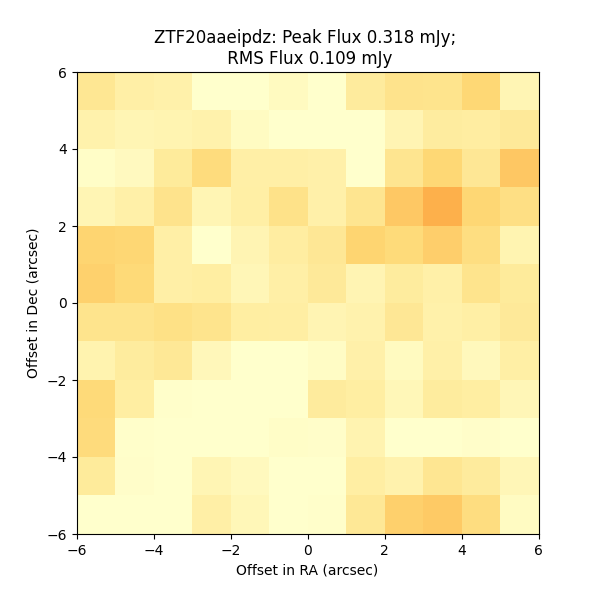 ZTF20aaeipdz: Peak Flux 0.318 mJy;
RMS Flux 0.109 mJy
6
4
2
0
−2
−4
−6
Offset in Dec (arcsec)
−6 −4 −2 0 2 4 6
Offset in RA (arcsec)